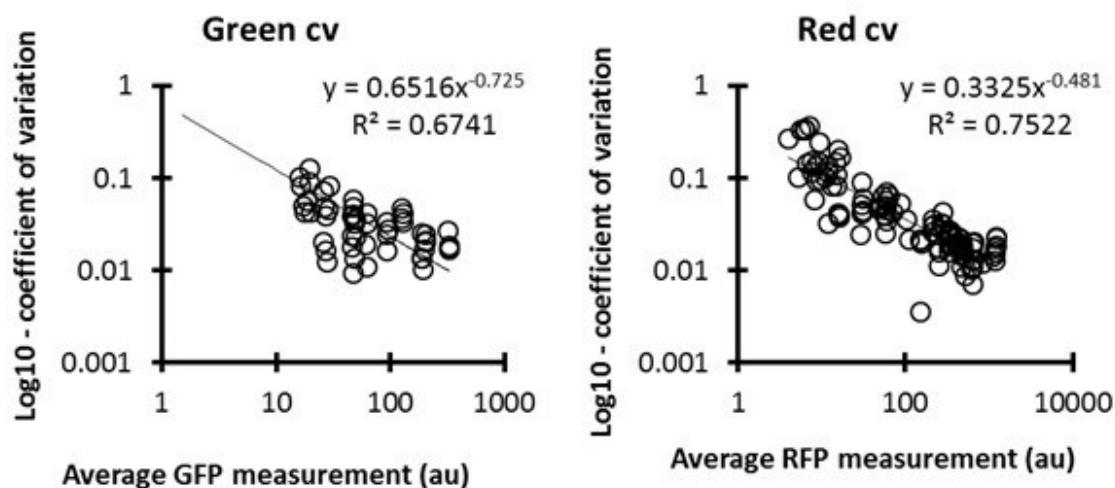 Green cv
Log10 - coefficient of variation
y = 0.6516x^-0.725
R² = 0.6741
1
0.1
0.01
0.001
1 10 100 1000
Average GFP measurement (au)
Red cv
Log10 - coefficient of variation
y = 0.3325x^-0.481
R² = 0.7522
1
0.1
0.01
0.001
1 100 10000
Average RFP measurement (au)